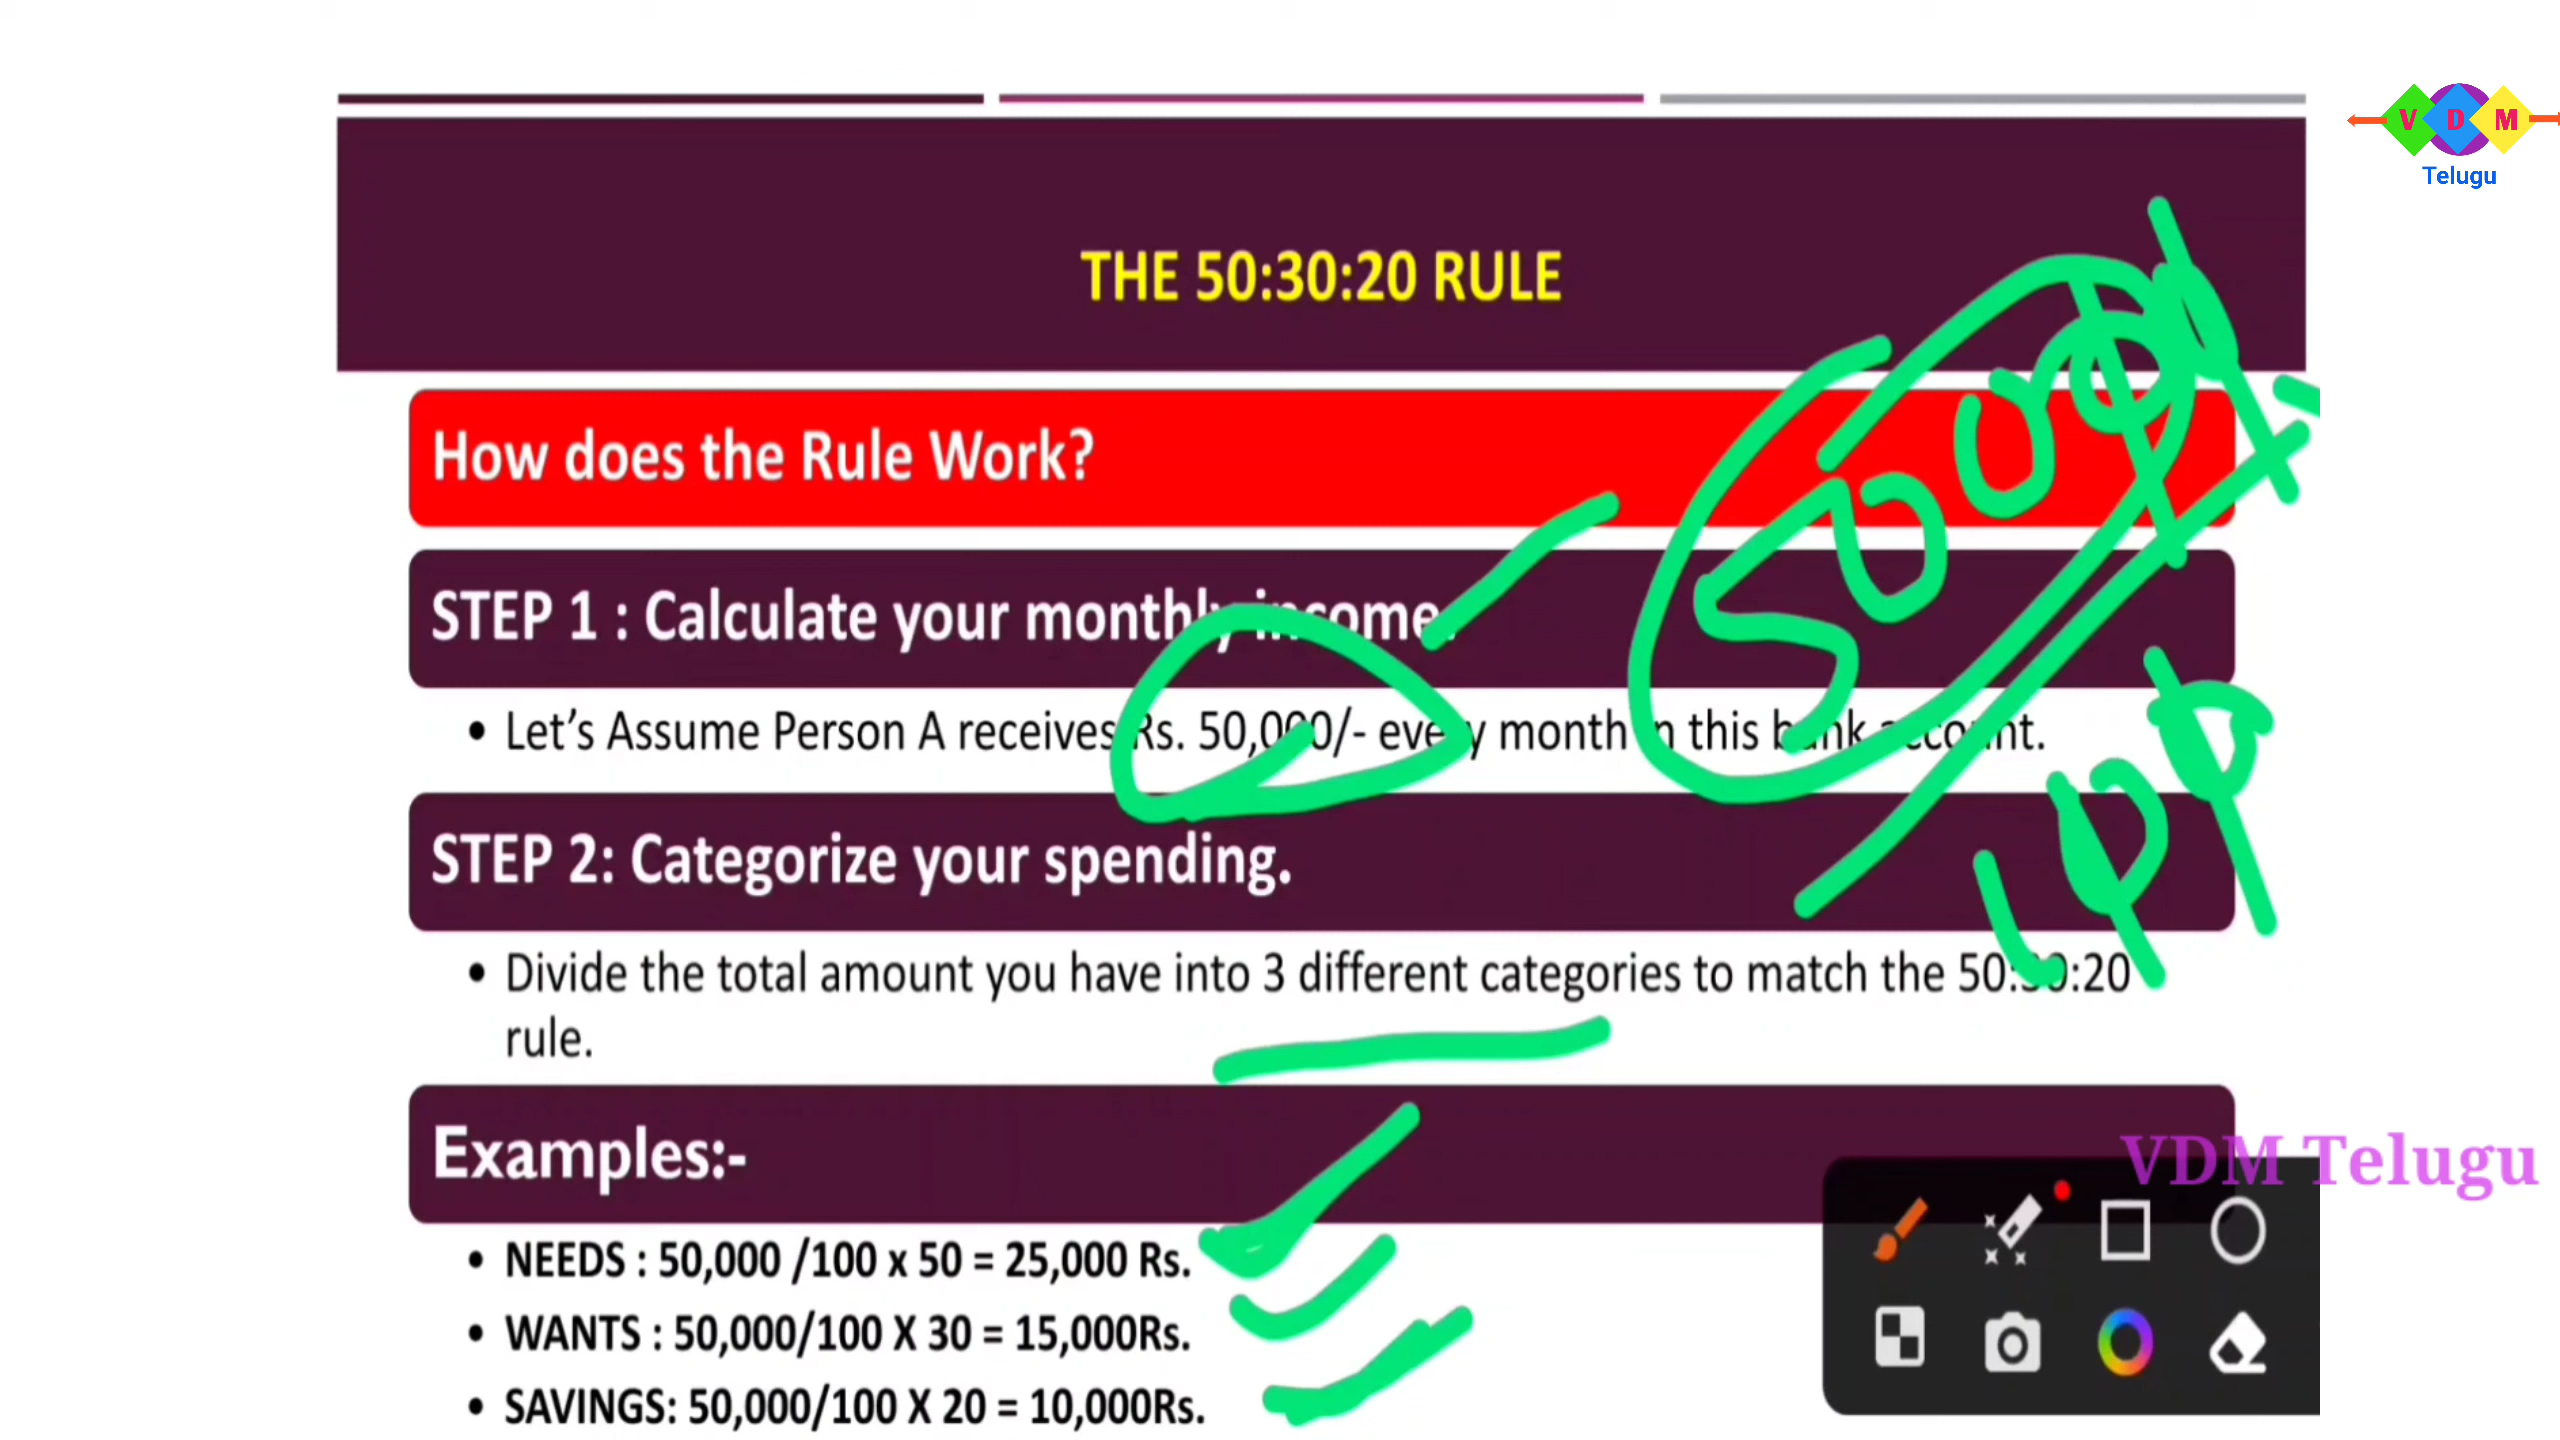 V D M
Telugu
THE 50:30:20 RULE
How does the Rule Work?
STEP 1 : Calculate your monthly income.
• Let’s Assume Person A receives Rs. 50,000/- every month in this bank account.
STEP 2: Categorize your spending.
• Divide the total amount you have into 3 different categories to match the 50:30:20
rule.
Examples:-
VDM Telugu
• NEEDS : 50,000 /100 x 50 = 25,000 Rs.
• WANTS : 50,000/100 X 30 = 15,000Rs.
• SAVINGS: 50,000/100 X 20 = 10,000Rs.